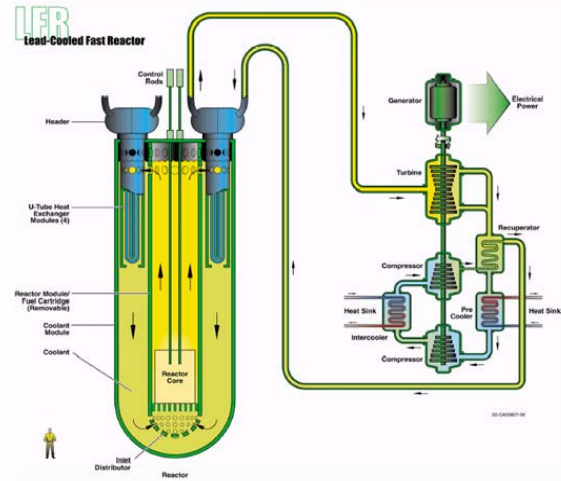 LFR
Lead-Cooled Fast Reactor
Control
Rods
Header
U-Tube Heat
Exchanger
Modules (4)
Reactor Module/
Fuel Cartridge
(Removable)
Coolant
Module
Coolant
Reactor
Core
Inlet
Distributor
Reactor
Generator
Electrical
Power
Turbine
Recuperator
Compressor
Heat Sink
Intercooler
Pre
Cooler
Heat Sink
Compressor